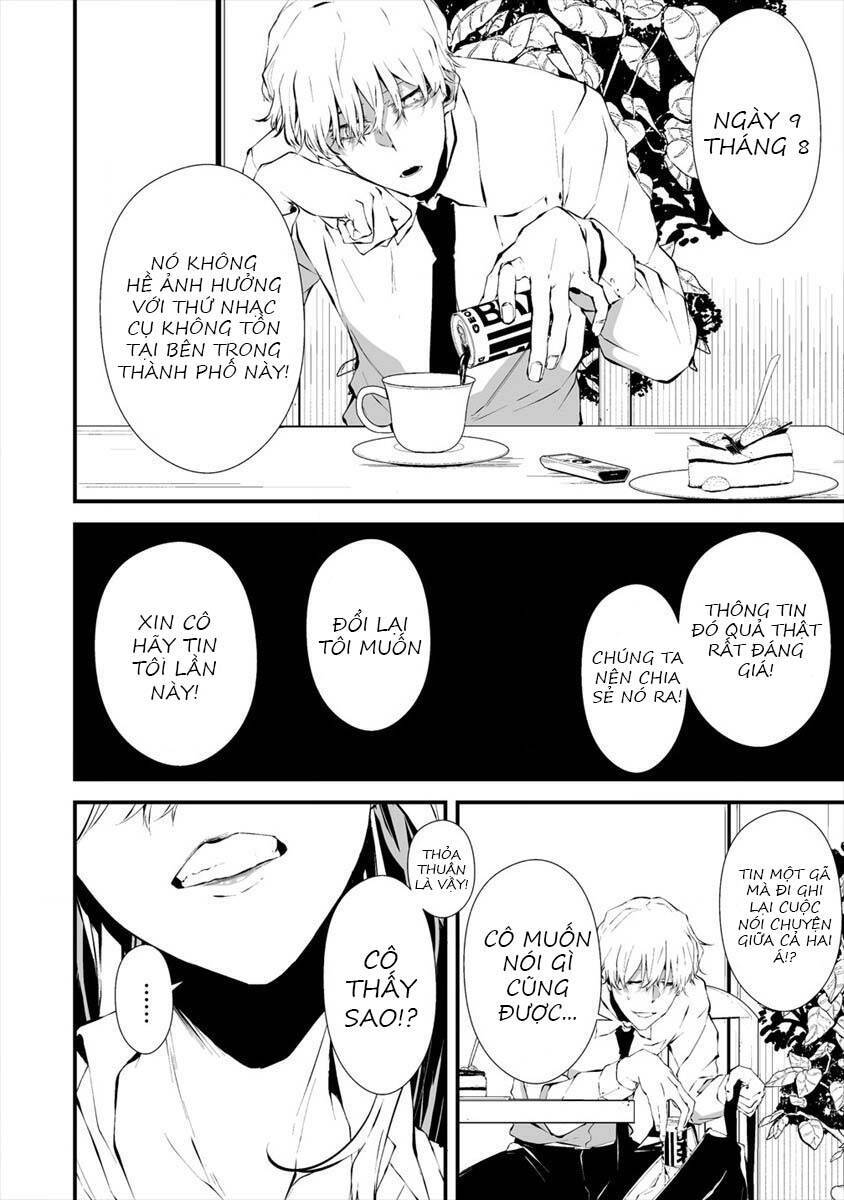 NGÀY 9
THÁNG 8
NÓ KHÔNG
HỀ ẢNH HƯỞNG
VỚI THỨ NHẠC
CỤ KHÔNG TỒN
TẠI BÊN TRONG
THÀNH PHỐ NÀY!
THÔNG TIN
ĐÓ QUẢ THẬT
RẤT ĐÁNG
GIÁ!
CHÚNG TA
NÊN CHIA
SẺ NÓ RA!
ĐỔI LẠI
TÔI MUỐN
XIN CÔ
HÃY TIN
TÔI LẦN
NÀY!
TIN MỘT GÃ
MÀ ĐI GHI
LẠI CUỘC
NÓI CHUYỆN
GIỮA CẢ HAI
Á!?
CÔ MUỐN
NÓI GÌ
CŨNG
ĐƯỢC...
THỎA
THUẬN
LÀ VẬY!
CÔ
THẤY
SAO!?
......